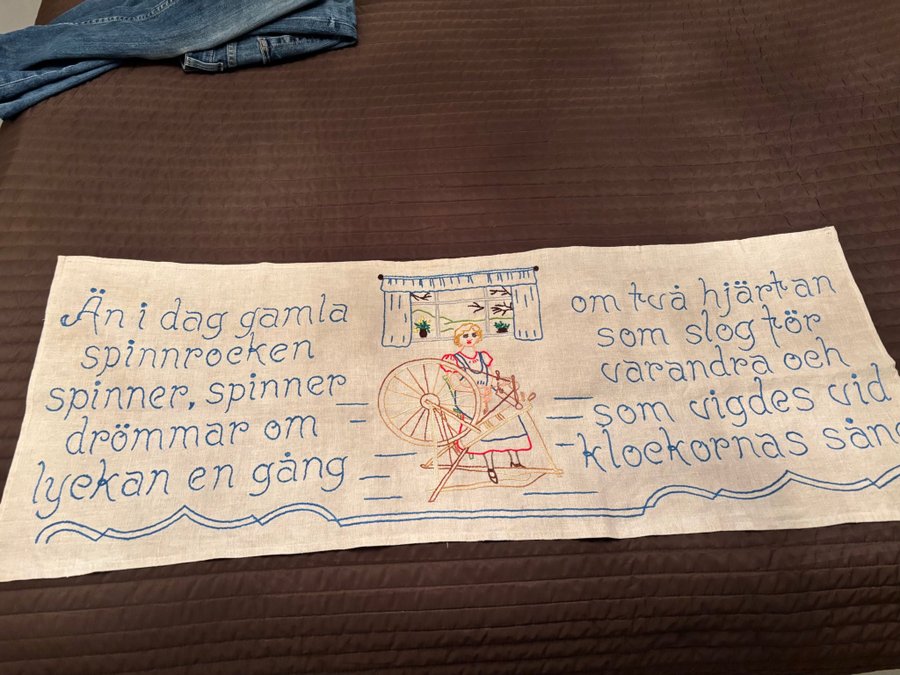 Än i dag gamla
spinnrocken
spinner, spinner
drömmar om
lyckan en gång
om två hjärtan
som slog för
varandra och
som vigdes vid
klockornas sång